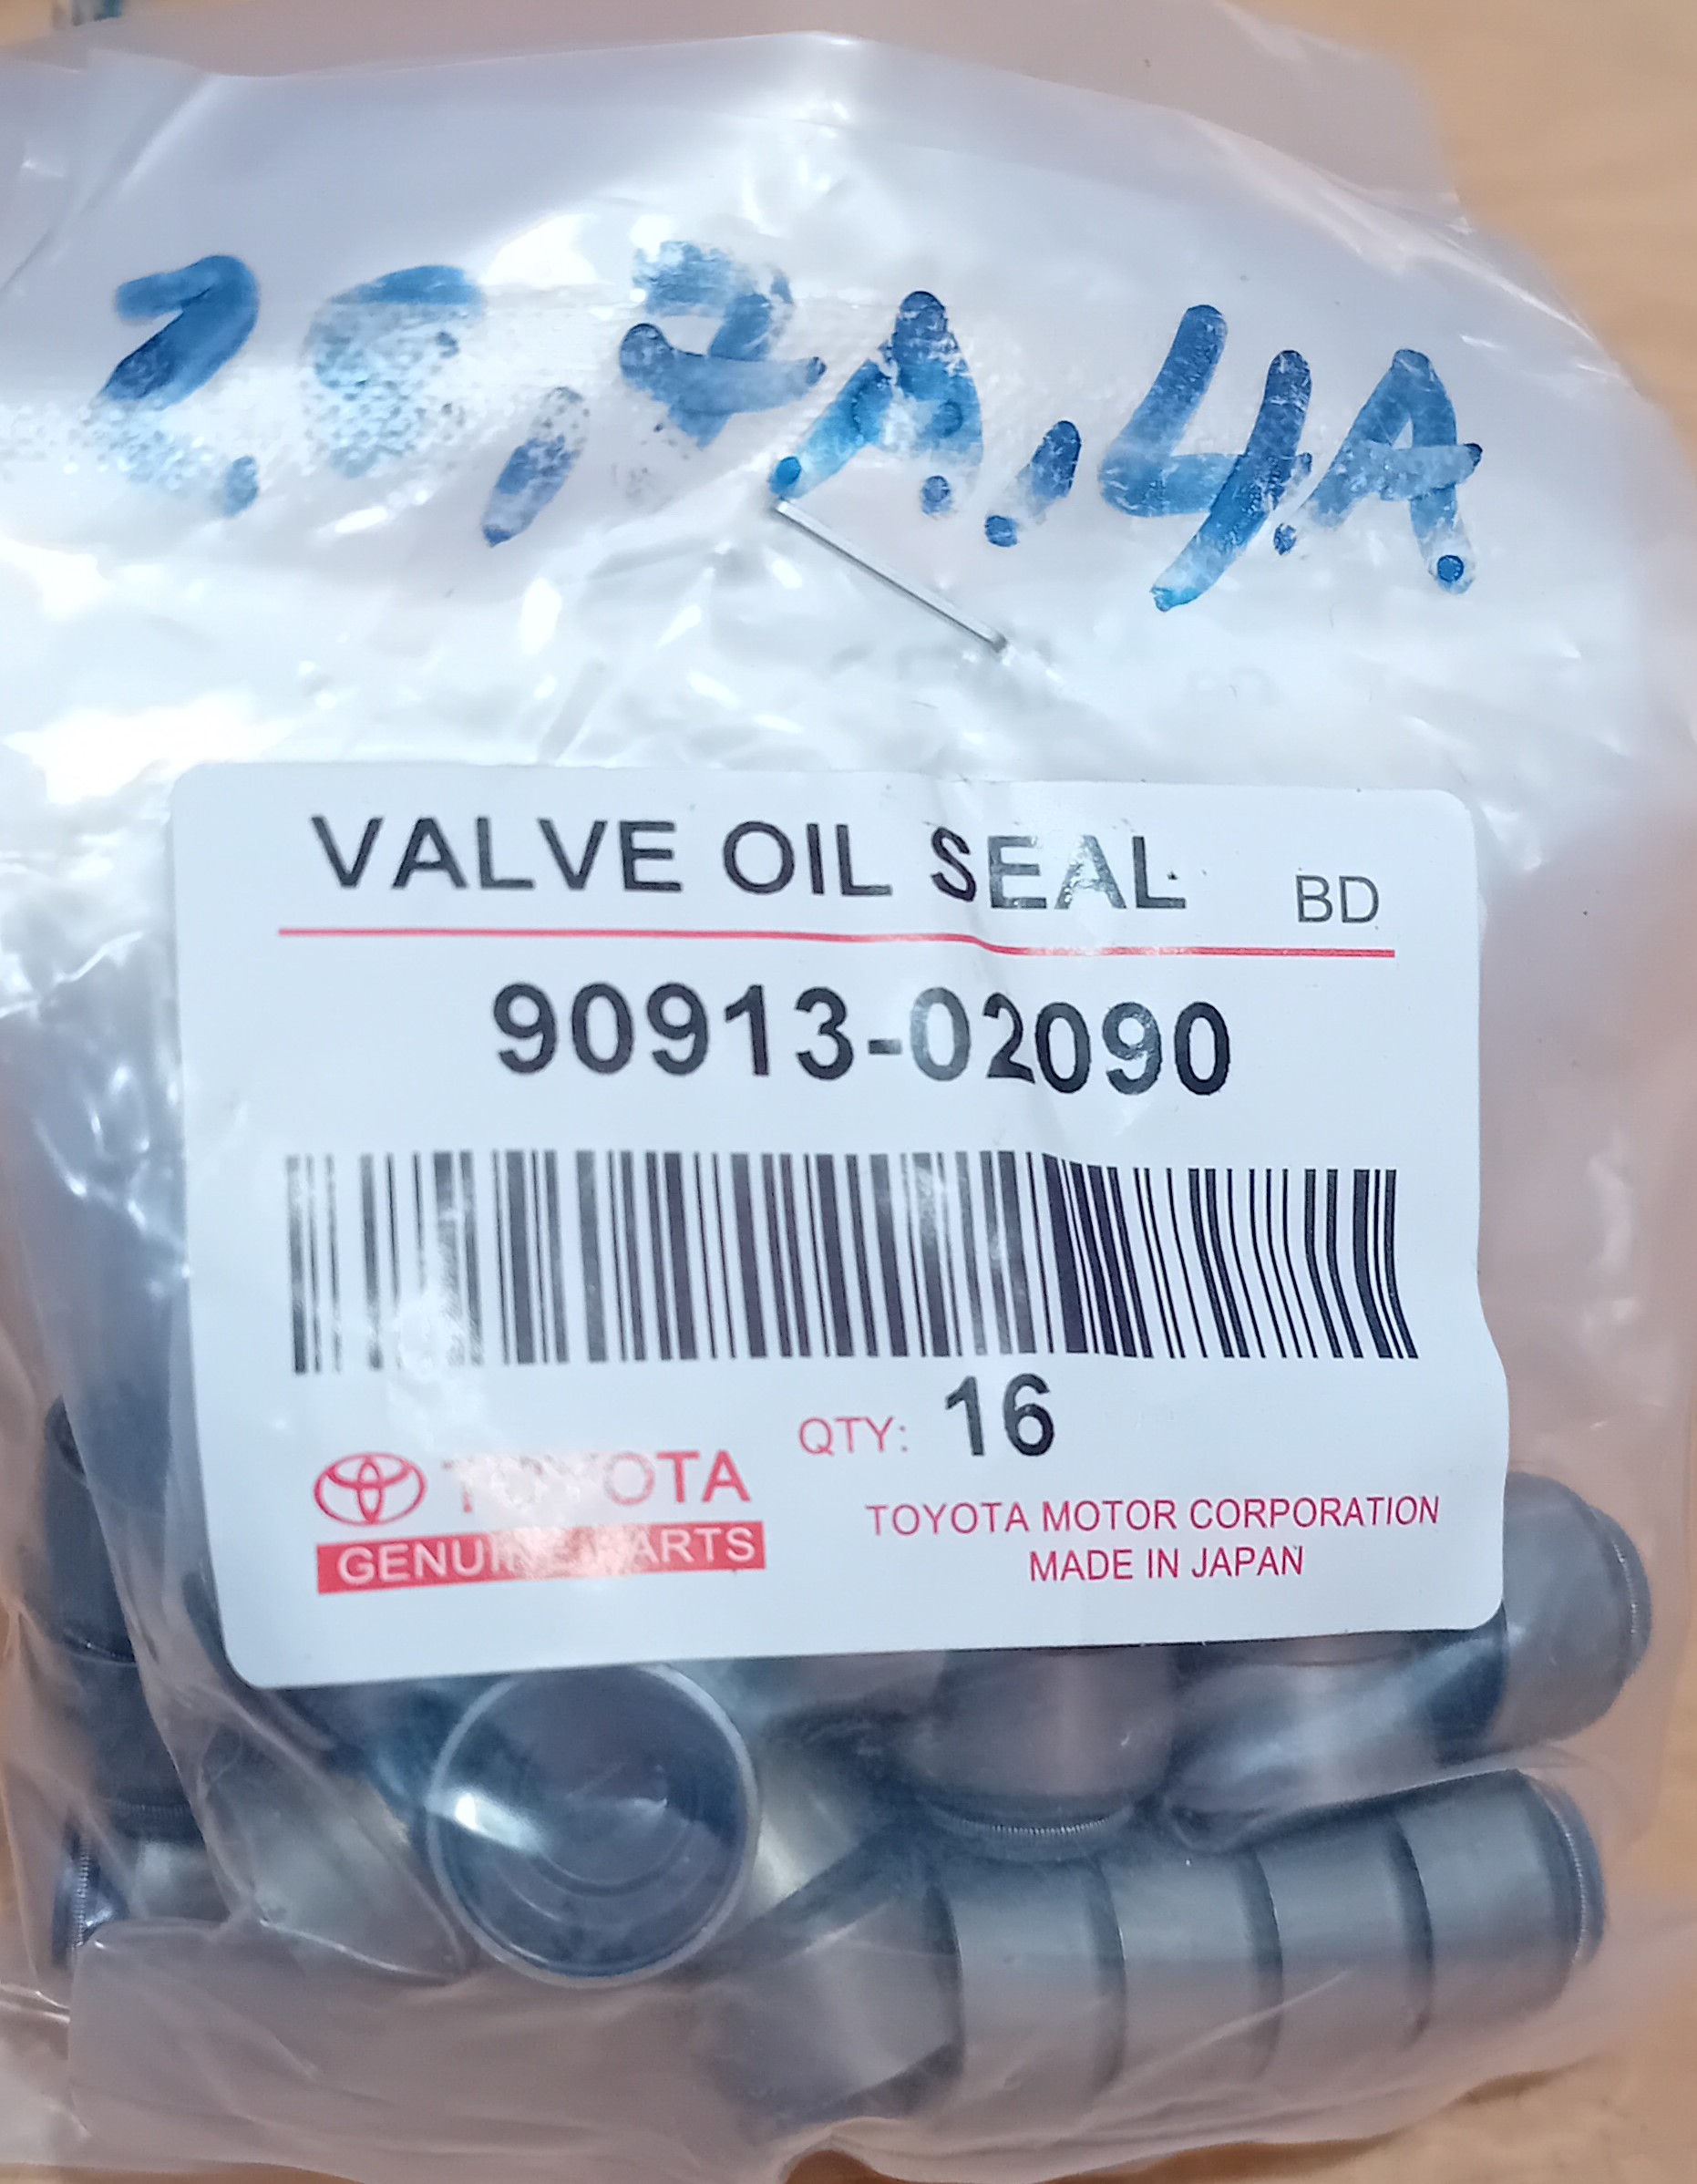 2C, 7A, 4A
VALVE OIL SEAL BD
90913-02090
QTY: 16
TOYOTA
GENUINE PARTS
TOYOTA MOTOR CORPORATION
MADE IN JAPAN